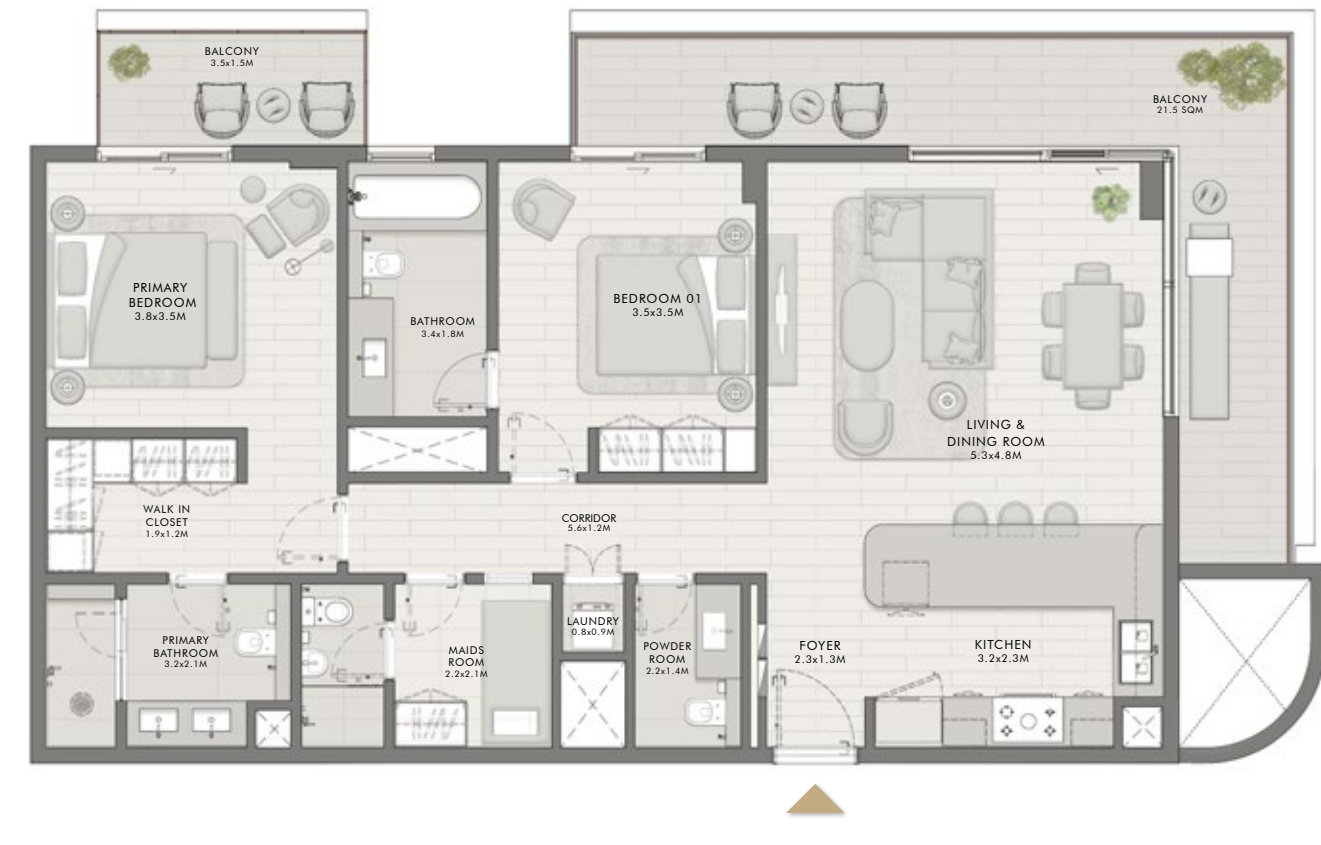 BALCONY
3.5x1.5M
BALCONY
21.5 SQM
PRIMARY
BEDROOM
3.8x3.5M
BATHROOM
3.4x1.8M
BEDROOM 01
3.5x3.5M
LIVING &
DINING ROOM
5.3x4.8M
WALK IN
CLOSET
1.9x1.2M
CORRIDOR
5.6x1.2M
PRIMARY
BATHROOM
3.2x2.1M
MAIDS
ROOM
2.2x2.1M
LAUNDRY
0.8x0.9M
POWDER
ROOM
2.2x1.4M
FOYER
2.3x1.3M
KITCHEN
3.2x2.3M